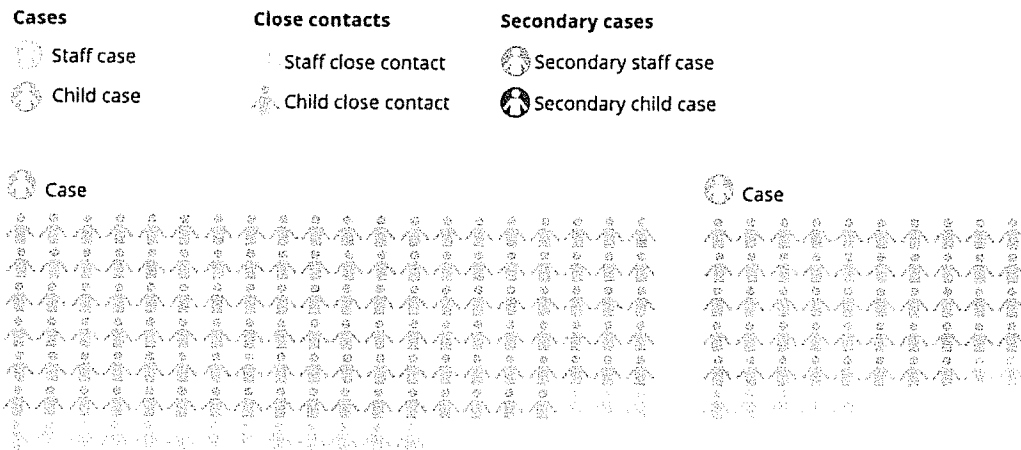 Cases
Staff case
Child case
Close contacts
Staff close contact
Child close contact
Secondary cases
Secondary staff case
Secondary child case
Case
Case